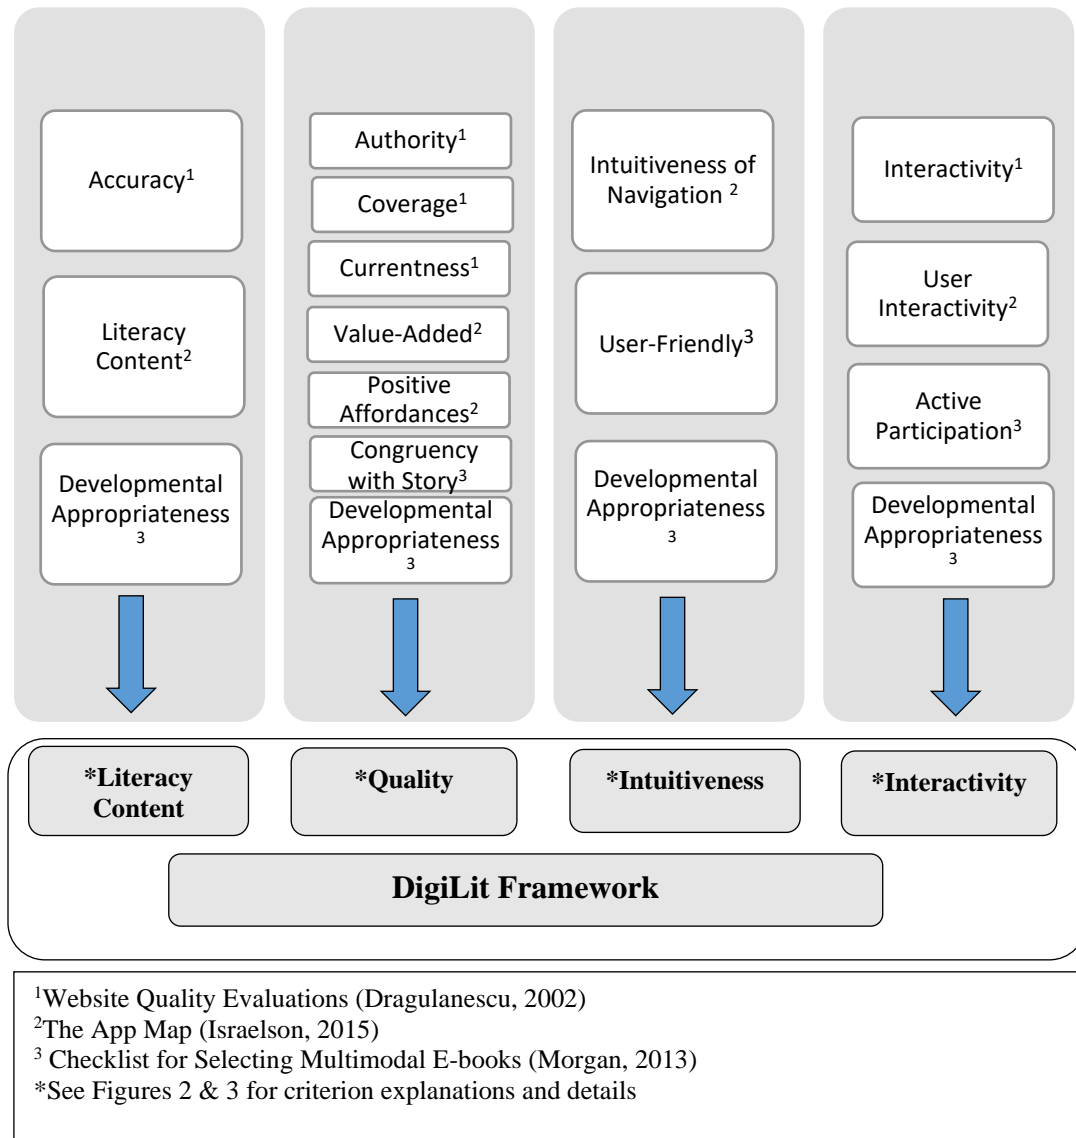 Accuracy¹
Literacy
Content²
Developmental
Appropriateness
3
Authority¹
Coverage¹
Currentness¹
Value-Added²
Positive
Affordances²
Congruency
with Story³
Developmental
Appropriateness
3
Intuitiveness of
Navigation ²
User-Friendly³
Developmental
Appropriateness
3
Interactivity¹
User
Interactivity²
Active
Participation³
Developmental
Appropriateness
3
*Literacy
Content
*Quality
*Intuitiveness
*Interactivity
DigiLit Framework
¹Website Quality Evaluations (Dragulanescu, 2002)
²The App Map (Israelson, 2015)
³ Checklist for Selecting Multimodal E-books (Morgan, 2013)
*See Figures 2 & 3 for criterion explanations and details